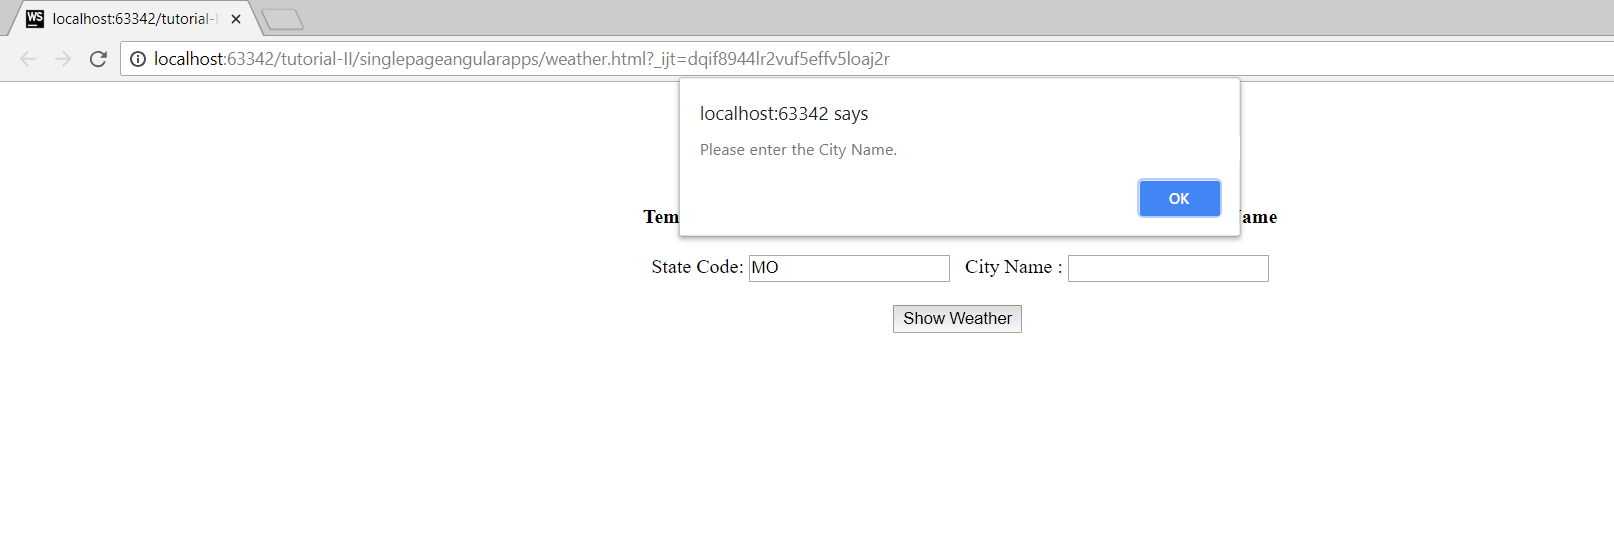 WS localhost:63342/tutorial-
localhost:63342/tutorial-II/singlepageangularapps/weather.html?_ijt=dqif8944lr2vuf5effv5loaj2r
localhost:63342 says
Please enter the City Name.
OK
Tem ame
State Code: MO City Name :
Show Weather